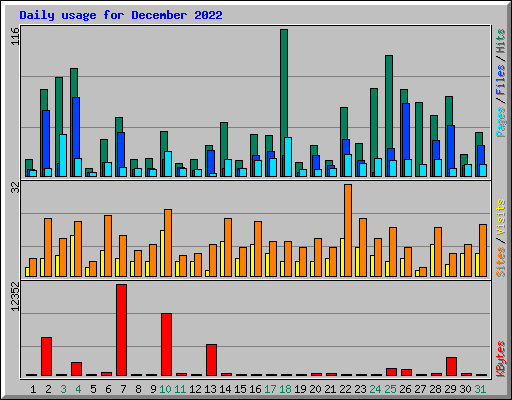 Daily usage for December 2022
116
Pages / Files / Hits
32
Sites / Visits
12352
KBytes
1 2 3 4 5 6 7 8 9 10 11 12 13 14 15 16 17 18 19 20 21 22 23 24 25 26 27 28 29 30 31